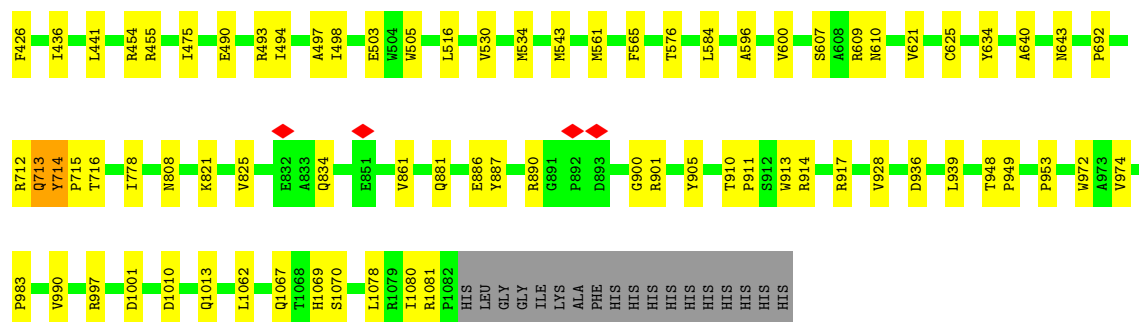 F426 I436 L441 R454 R455 I475 E490 R493 I494 A497 I498 E503 W504 W505 L516 V530 M534 M543 M561 F565 T576 L584 A596 V600 S607 A608 R609 N610 V621 C625 Y634 A640 N643 P692
R712 Q713 Y714 P715 T716 I778 N808 K821 V825 E832 A833 Q834 E851 V861 Q881 E886 Y887 R890 G891 P892 D893 G900 R901 Y905 T910 P911 S912 W913 R914 R917 V928 D936 L939 T948 P949 P953 W972 A973 V974
P983 V990 R997 D1001 D1010 Q1013 L1062 Q1067 T1068 H1069 S1070 L1078 R1079 I1080 R1081 P1082 HIS LEU GLY GLY ILE LYS ALA PHE HIS HIS HIS HIS HIS HIS HIS HIS